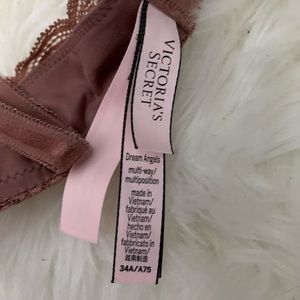 VICTORIA'S
SECRET
Dream Angels
multi-way/
multiposition
made in
Vietnam/
fabriqué au
Vietnam/
hecho en
Vietnam/
fabbricato in
Vietnam/
越南制造
34A/A75